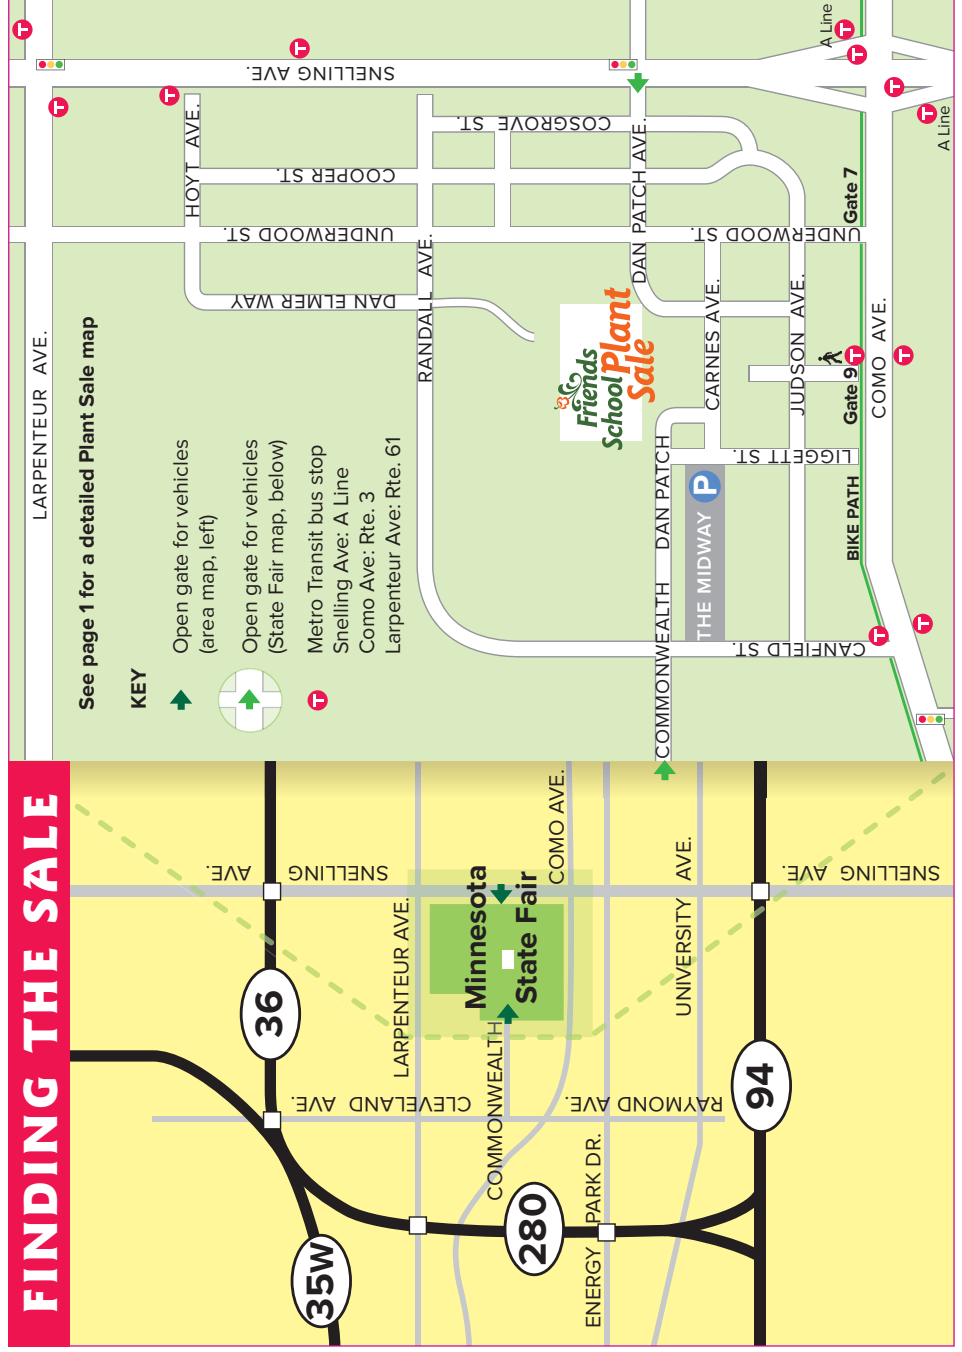 FINDING THE SALE
36
35W
280
94
SNELLING AVE.
SNELLING AVE.
LARPENTEUR AVE.
CLEVELAND AVE.
COMMONWEALTH
COMO AVE.
Minnesota
State Fair
RAYMOND AVE.
ENERGY PARK DR.
UNIVERSITY AVE.
LARPENTEUR AVE.
See page 1 for a detailed Plant Sale map
KEY
Open gate for vehicles
(area map, left)
Open gate for vehicles
(State Fair map, below)
T
Metro Transit bus stop
Snelling Ave: A Line
Como Ave: Rte. 3
Larpenteur Ave: Rte. 61
T
T
T
T
SNELLING AVE.
HOYT AVE.
COOPER ST.
COSGROVE ST.
UNDERWOOD ST.
UNDERWOOD ST.
DAN ELMER WAY
RANDALL AVE.
DAN PATCH AVE.
Friends
School Plant
Sale
COMMONWEALTH
DAN PATCH
CARNES AVE.
THE MIDWAY
P
LIGGETT ST.
JUDSON AVE.
CANFIELD ST.
BIKE PATH
Gate 9
T
Gate 7
COMO AVE.
T
T
T
T
T
A Line
T
T
A Line